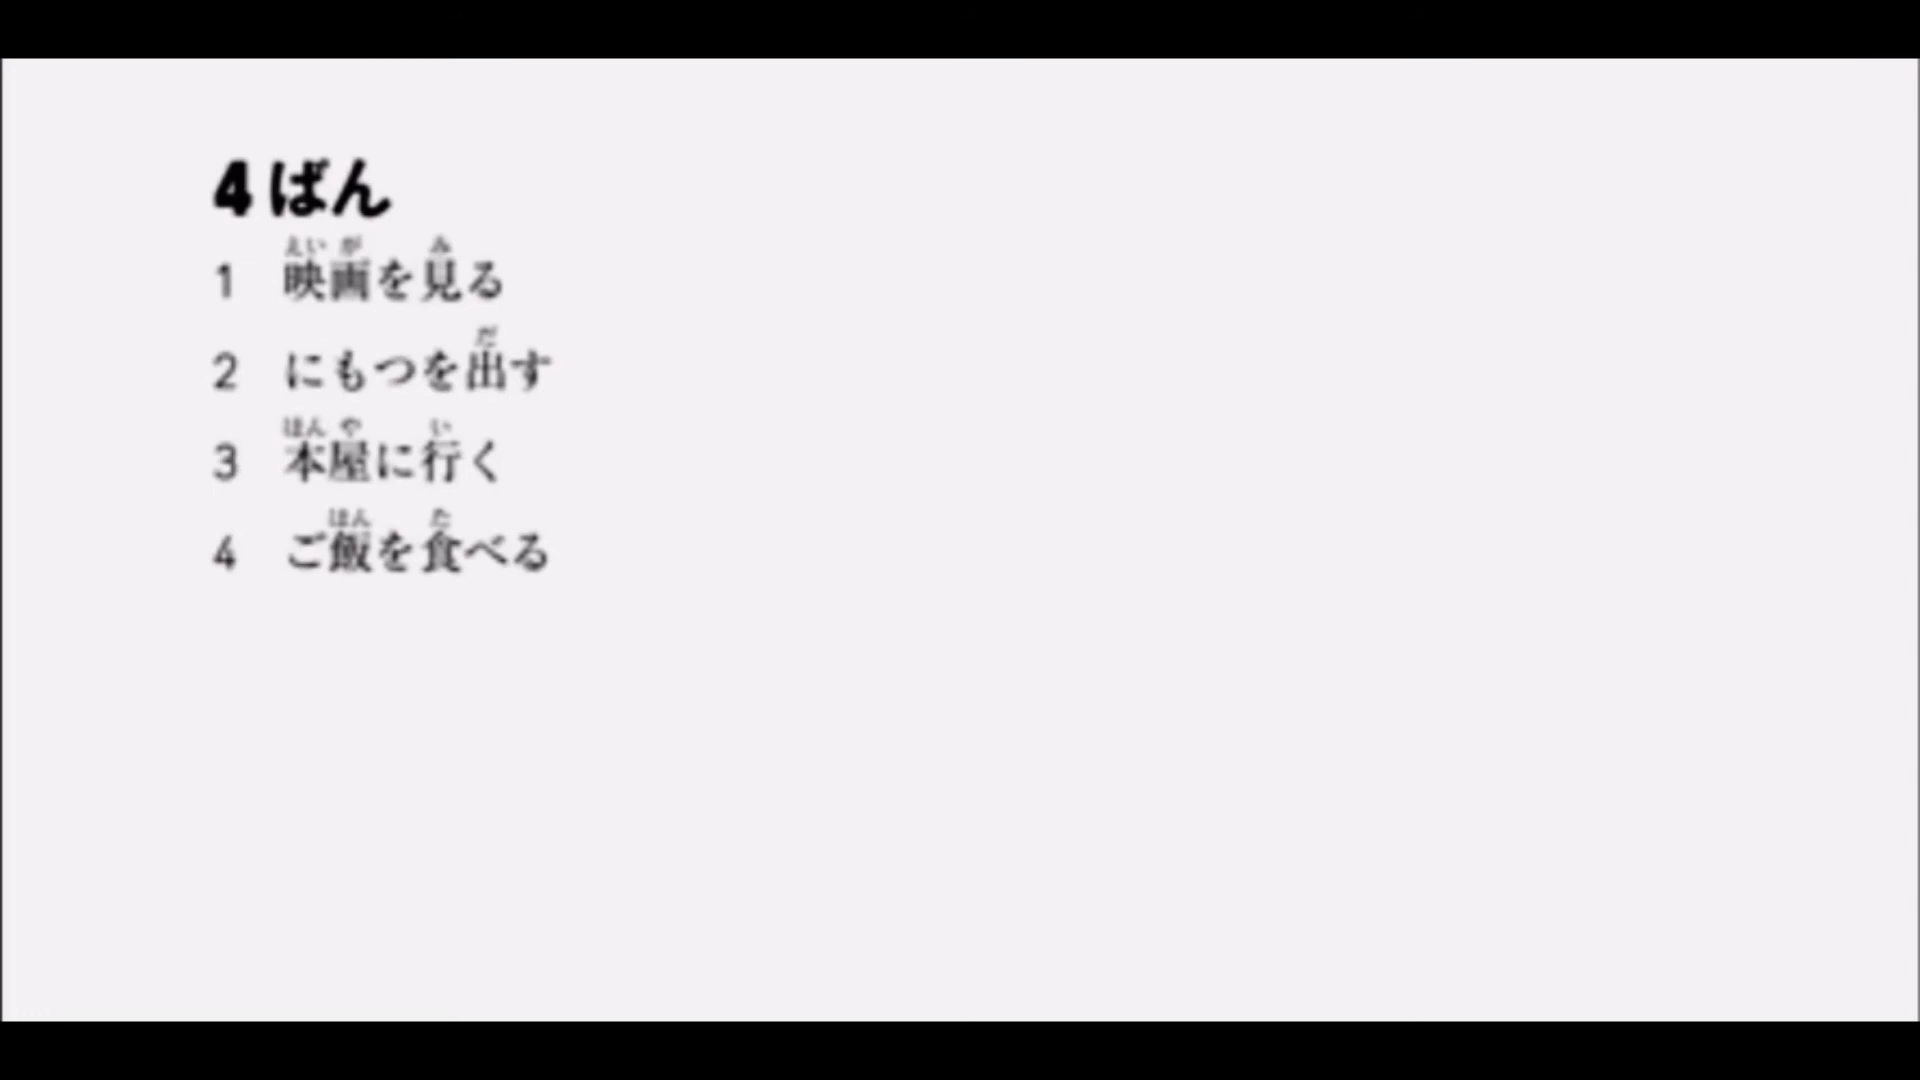 4ばん
1 映画を見る
2 にもつを出す
3 本屋に行く
4 ご飯を食べる